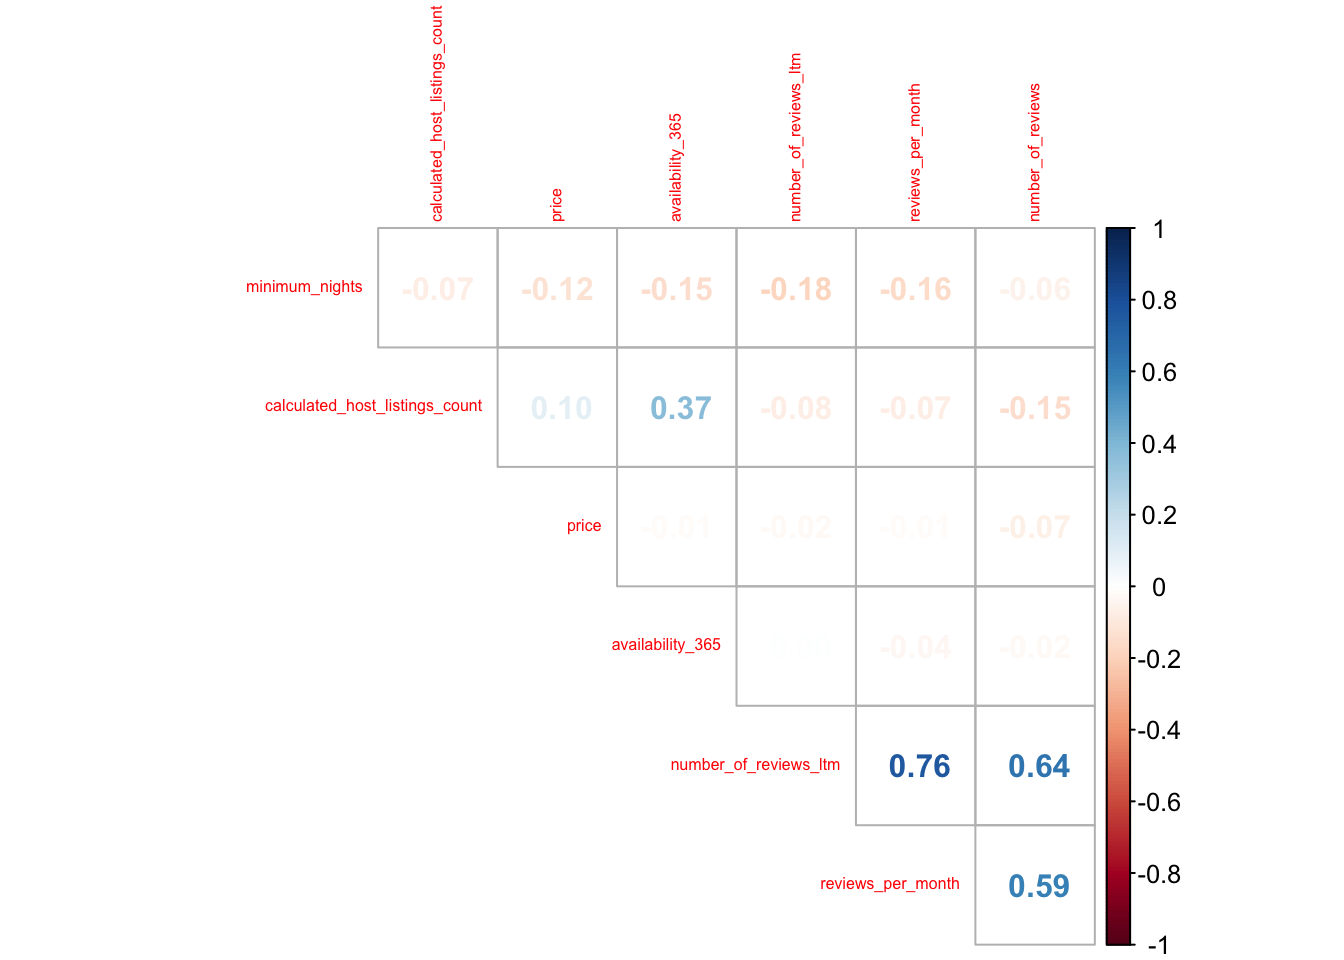 calculated_host_listings_count
price
availability_365
number_of_reviews_ltm
reviews_per_month
number_of_reviews
minimum_nights -0.07 -0.12 -0.15 -0.18 -0.16 -0.06
calculated_host_listings_count 0.10 0.37 -0.08 -0.07 -0.15
price -0.01 -0.02 -0.01 -0.07
availability_365 -0.04 -0.02
number_of_reviews_ltm 0.76 0.64
reviews_per_month 0.59
1
0.8
0.6
0.4
0.2
0
-0.2
-0.4
-0.6
-0.8
-1